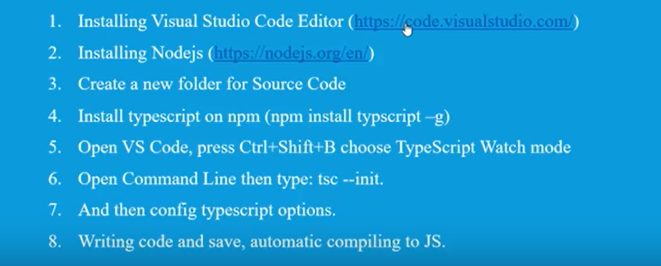 1. Installing Visual Studio Code Editor (https://code.visualstudio.com/)
2. Installing Nodejs (https://nodejs.org/en/)
3. Create a new folder for Source Code
4. Install typescript on npm (npm install typscript –g)
5. Open VS Code, press Ctrl+Shift+B choose TypeScript Watch mode
6. Open Command Line then type: tsc --init.
7. And then config typescript options.
8. Writing code and save, automatic compiling to JS.